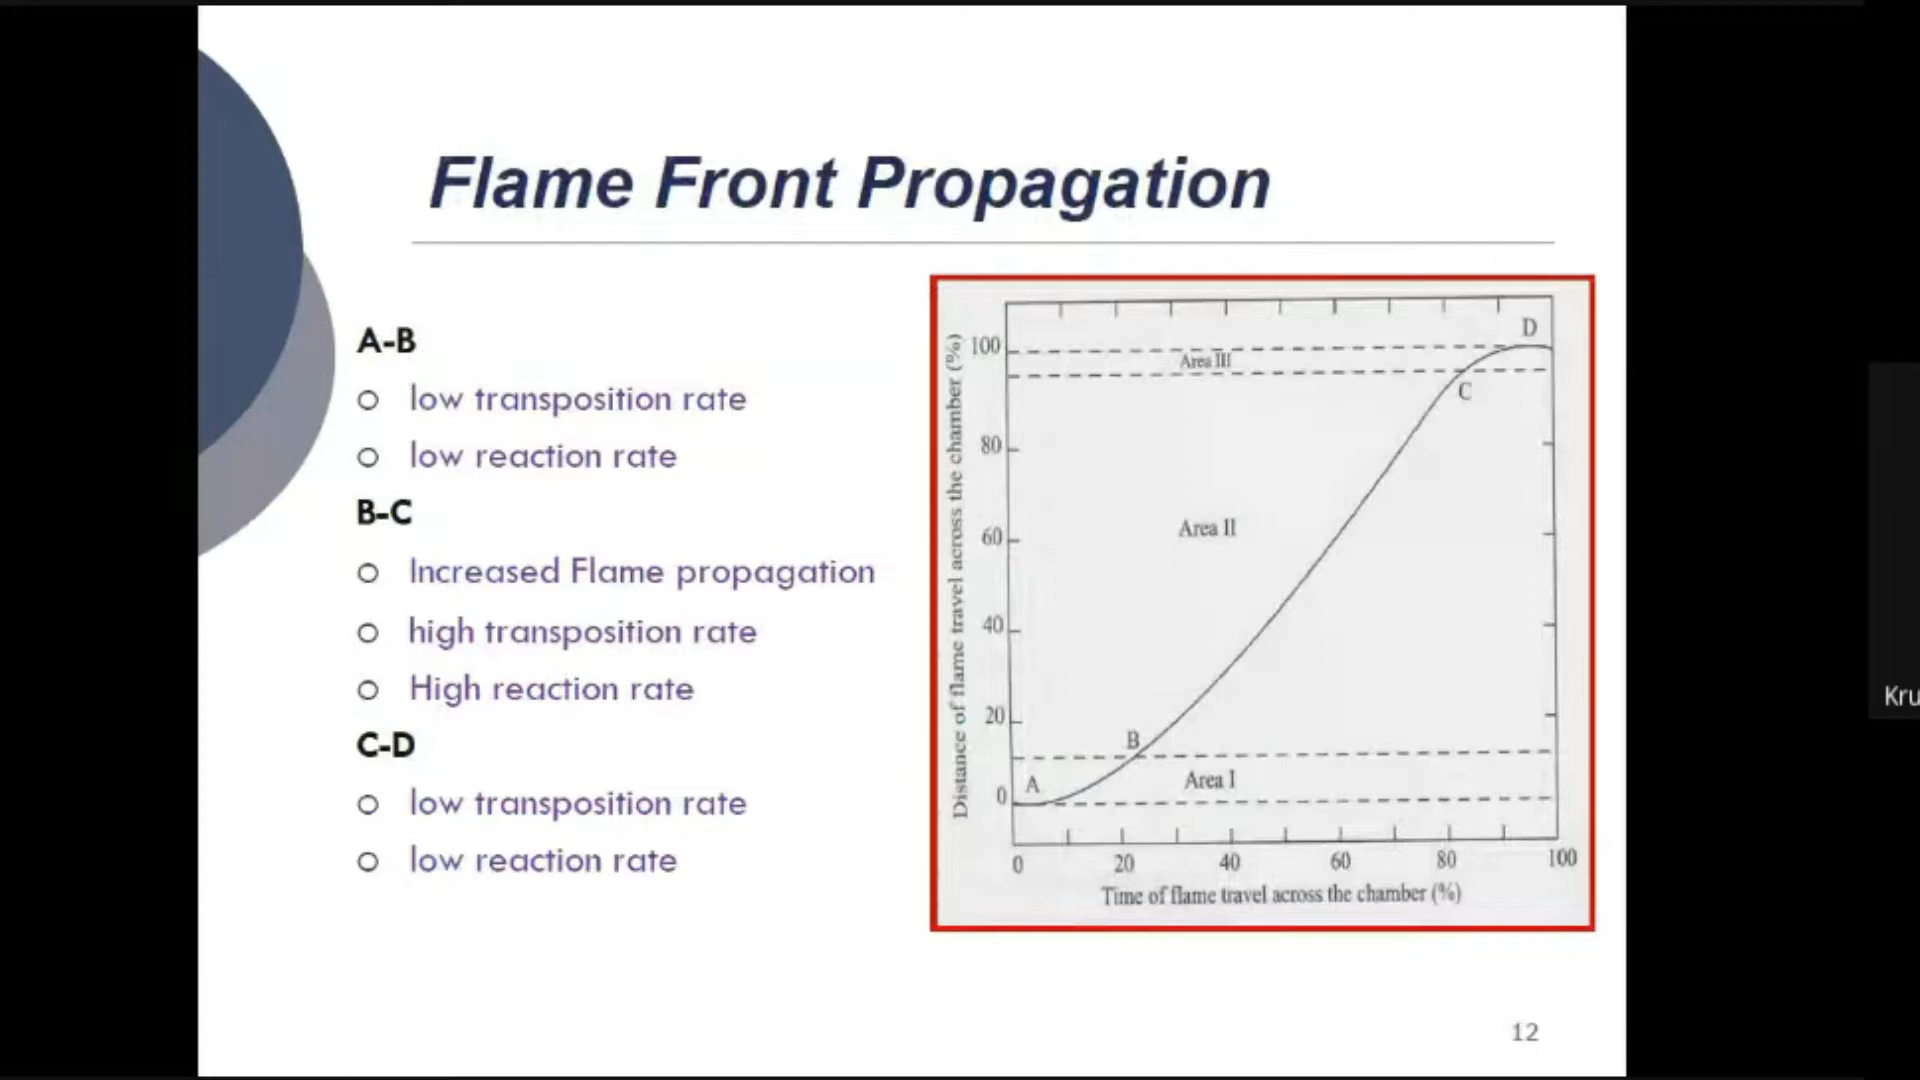 Flame Front Propagation
A-B
low transposition rate
low reaction rate
B-C
Increased Flame propagation
high transposition rate
High reaction rate
C-D
low transposition rate
low reaction rate
Distance of flame travel across the chamber (%)
100
80
60
40
20
0
Area III
Area II
Area I
A
B
C
D
0 20 40 60 80 100
Time of flame travel across the chamber (%)
12
Kru